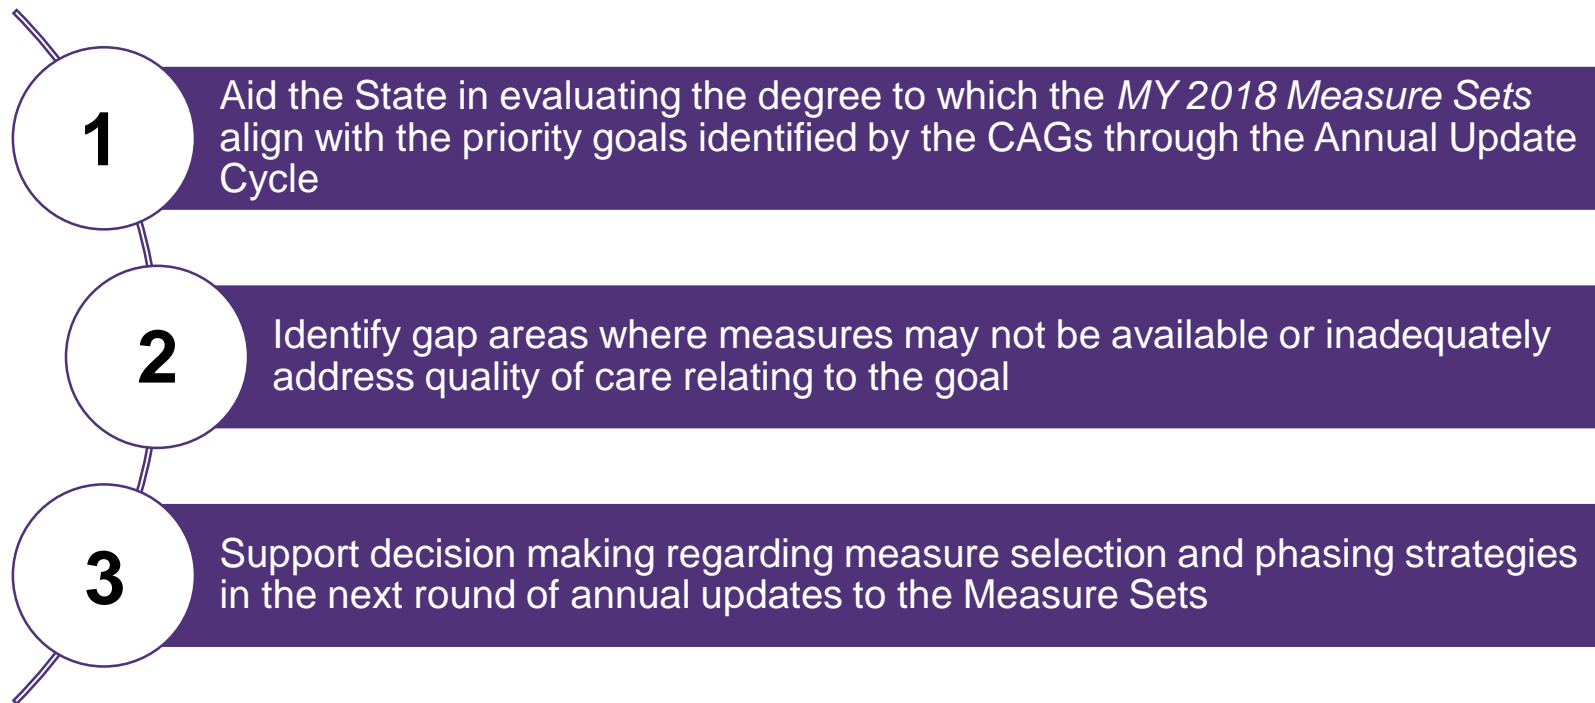 1
Aid the State in evaluating the degree to which the MY 2018 Measure Sets
align with the priority goals identified by the CAGs through the Annual Update
Cycle
2
Identify gap areas where measures may not be available or inadequately
address quality of care relating to the goal
3
Support decision making regarding measure selection and phasing strategies
in the next round of annual updates to the Measure Sets